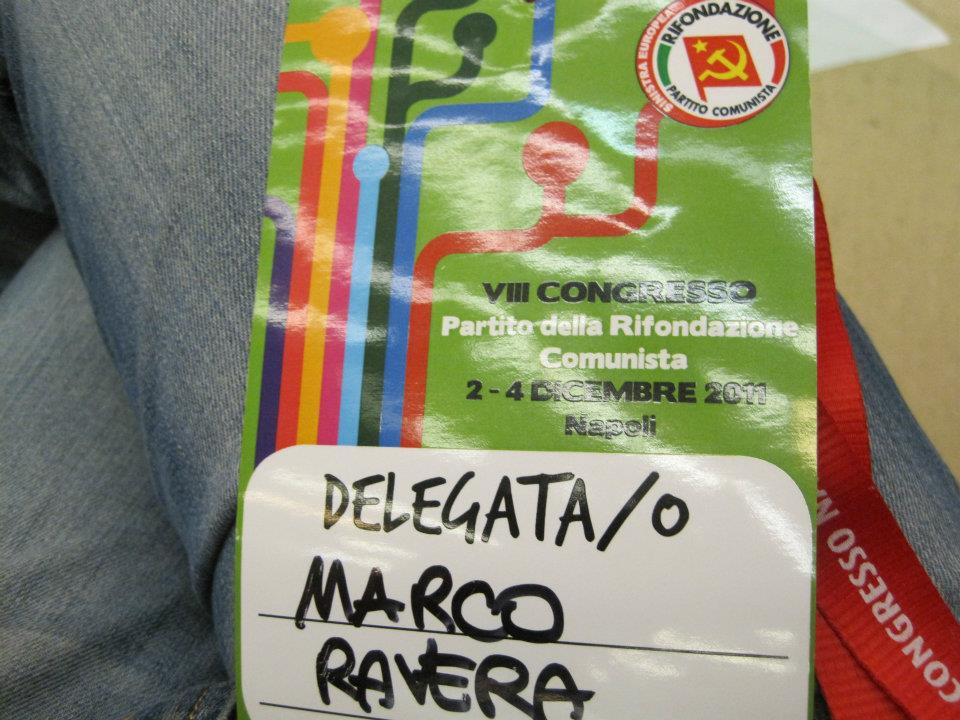 RIFONDAZIONE
SINISTRA EUROPEA
PARTITO COMUNISTA
VIII CONGRESSO
Partito della Rifondazione
Comunista
2 - 4 DICEMBRE 2011
Napoli
DELEGATA/O
MARCO
RAVERA
CONGRESSO